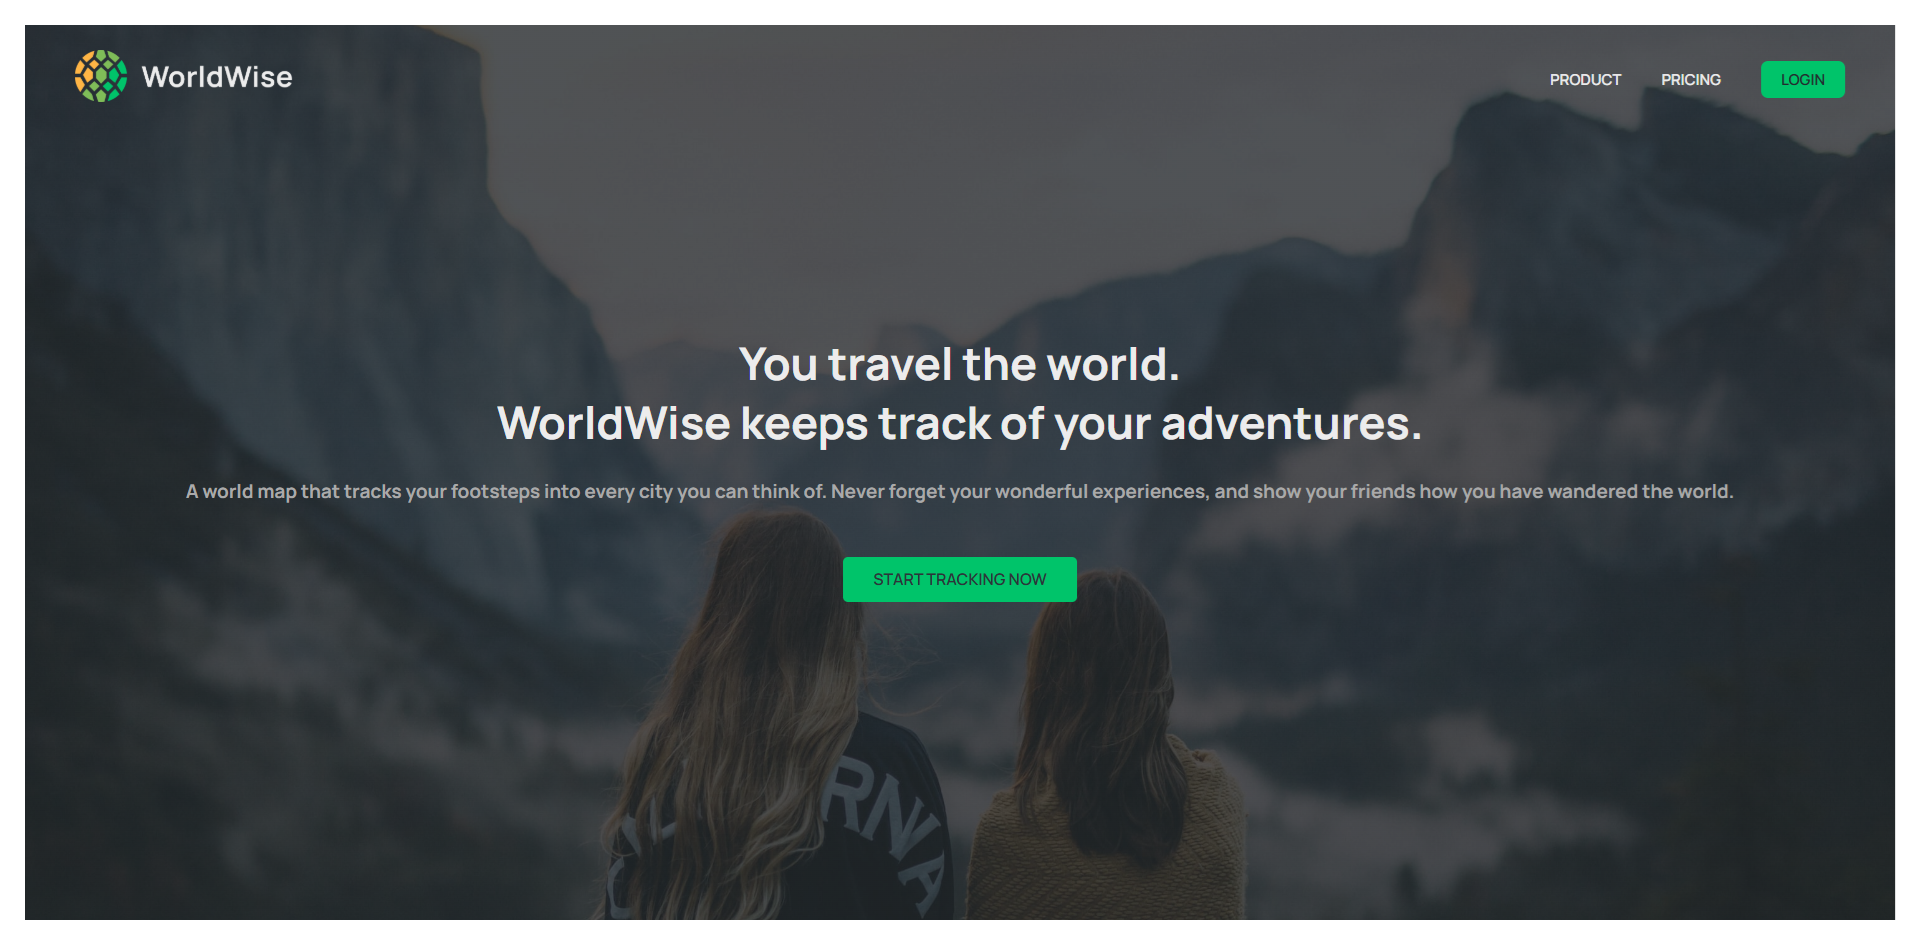 WorldWise
PRODUCT
PRICING
LOGIN
You travel the world.
WorldWise keeps track of your adventures.
A world map that tracks your footsteps into every city you can think of. Never forget your wonderful experiences, and show your friends how you have wandered the world.
START TRACKING NOW